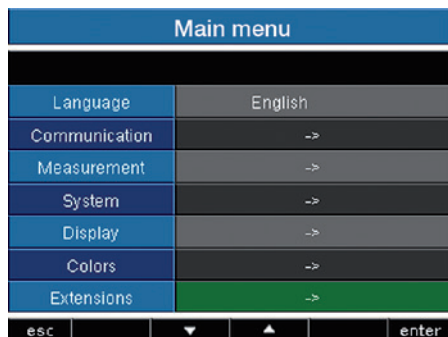 Main menu
Language English
Communication ->
Measurement ->
System ->
Display ->
Colors ->
Extensions ->
esc ▼ ▲ enter